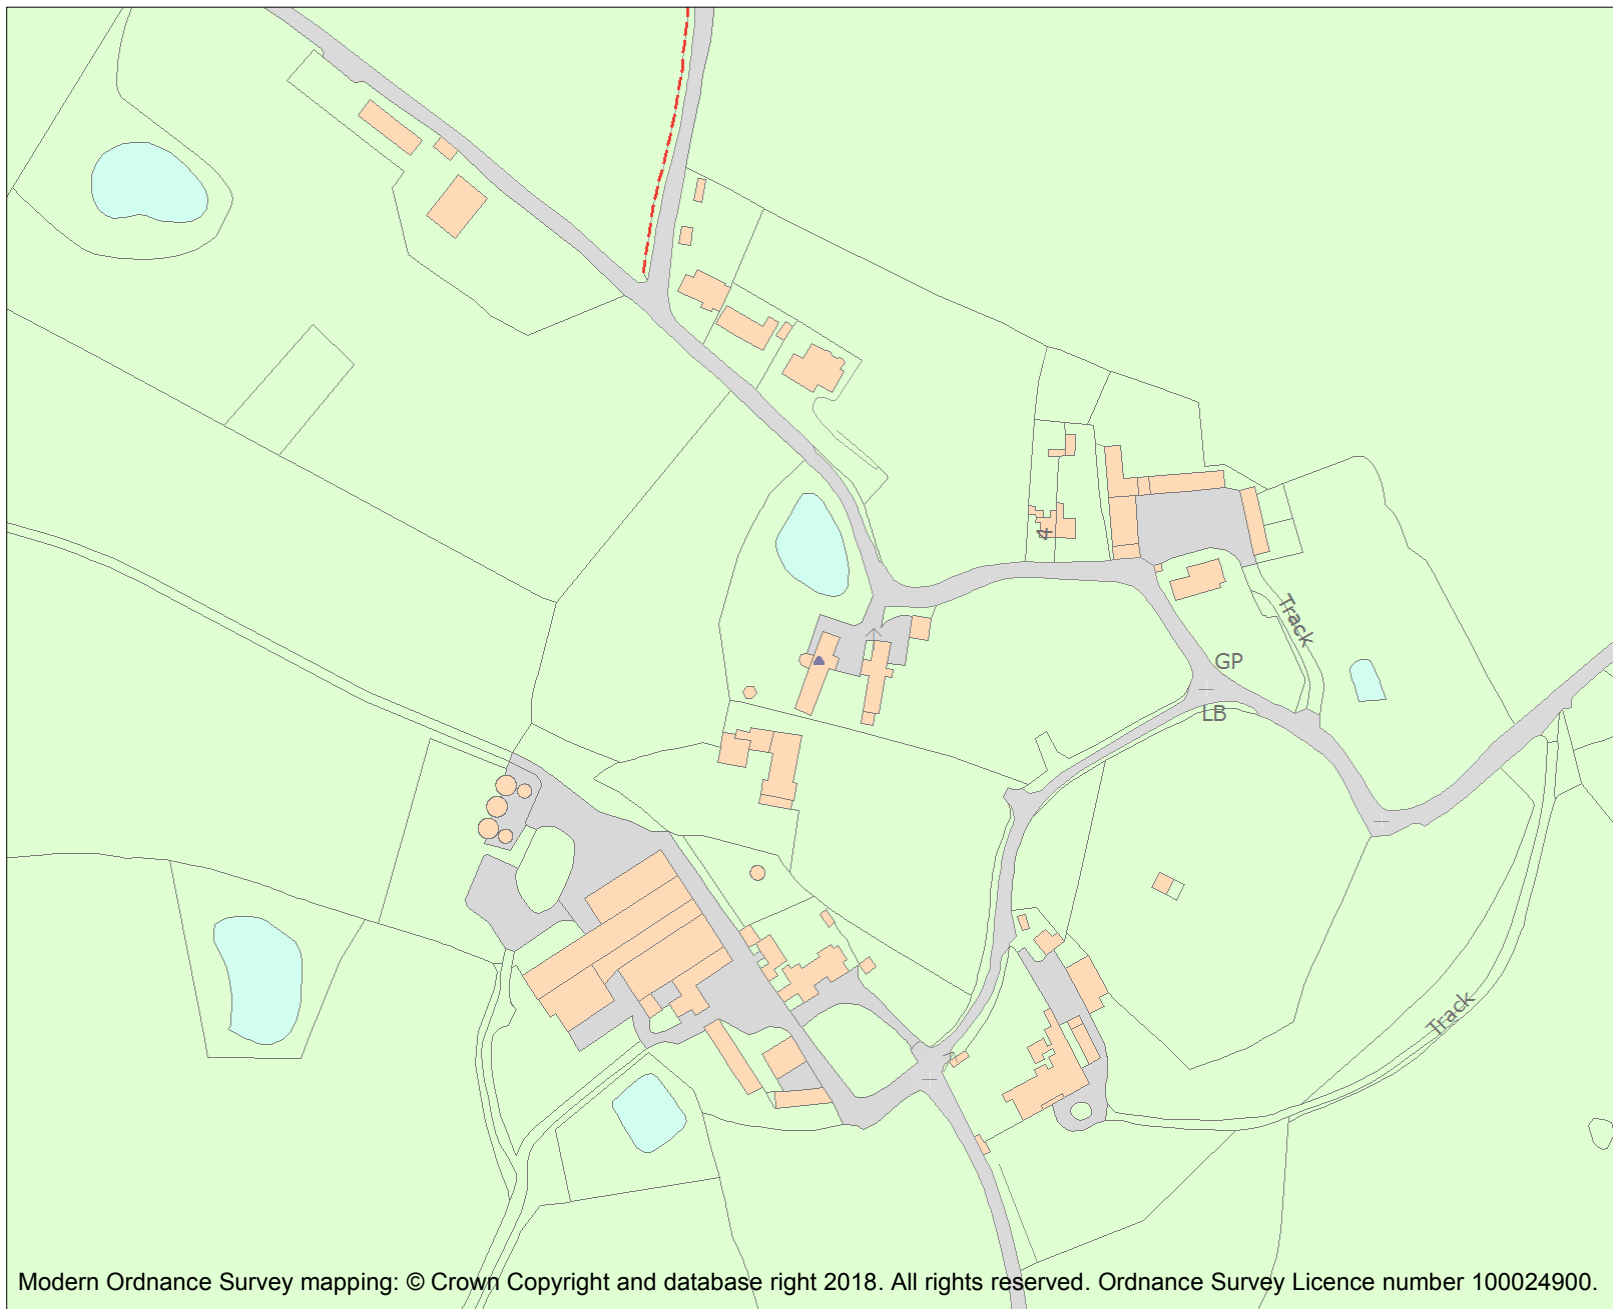 4
Track
GP
LB
Track
Modern Ordnance Survey mapping: © Crown Copyright and database right 2018. All rights reserved. Ordnance Survey Licence number 100024900.